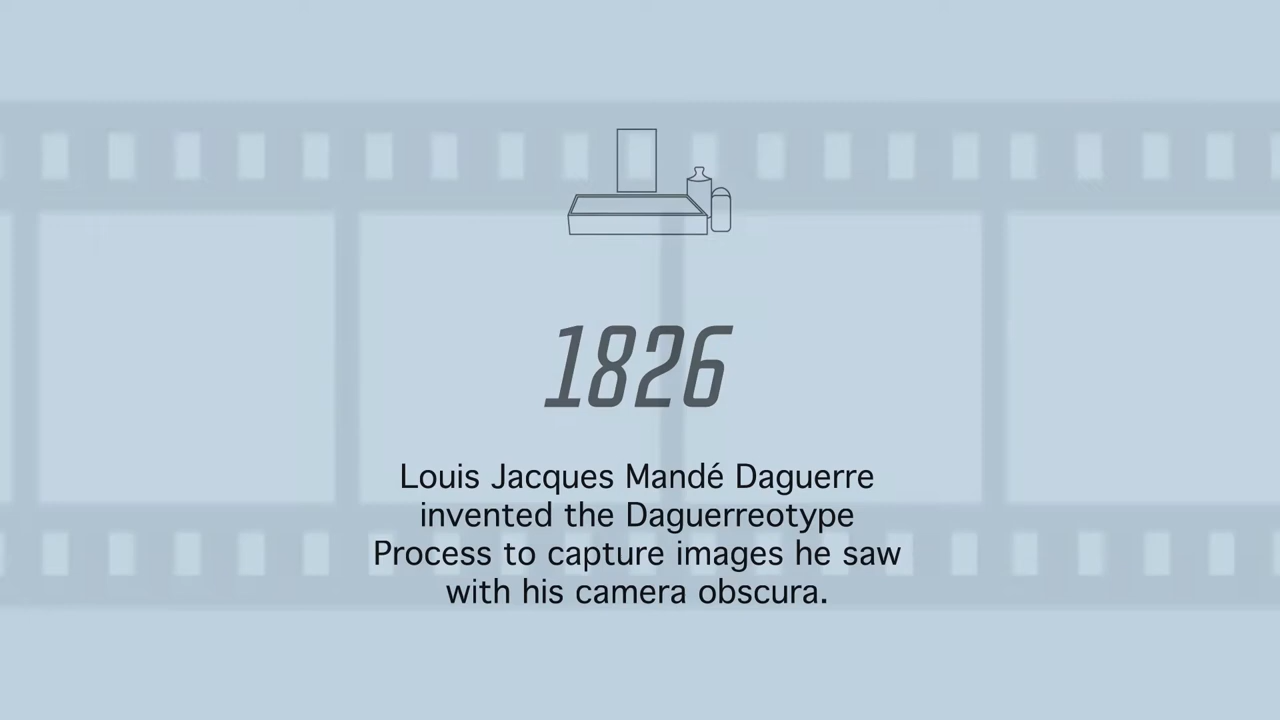 1826
Louis Jacques Mandé Daguerre
invented the Daguerreotype
Process to capture images he saw
with his camera obscura.